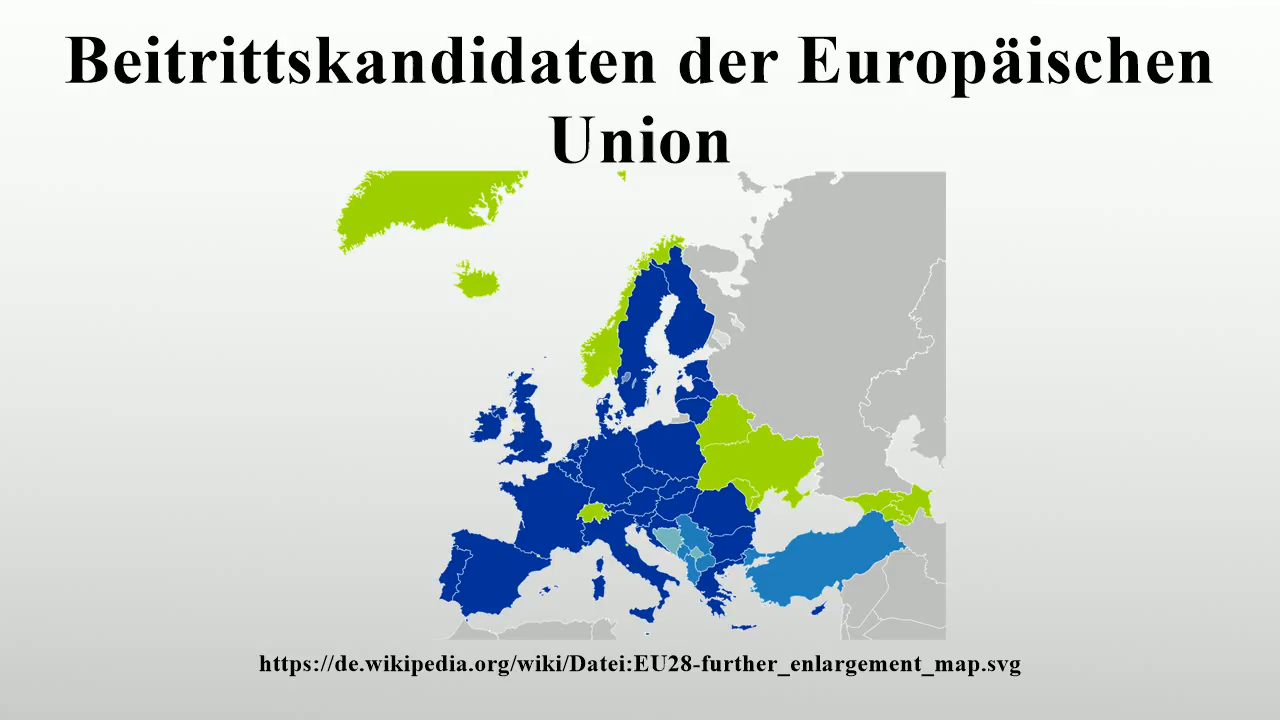 Beitrittskandidaten der Europäischen
Union
https://de.wikipedia.org/wiki/Datei:EU28-further_enlargement_map.svg